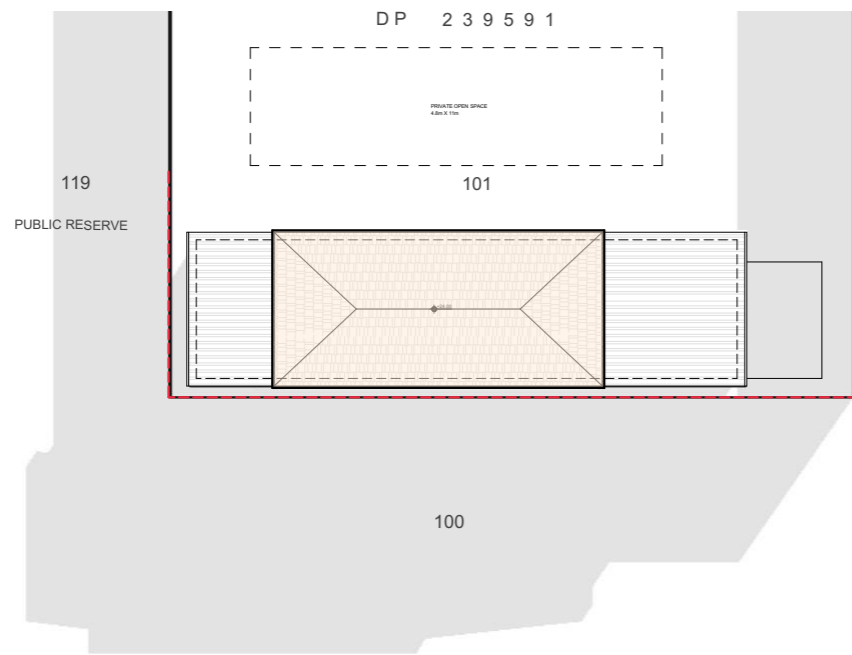 DP 239591
PRIVATE OPEN SPACE
4.8m X 11m
119
101
PUBLIC RESERVE
100